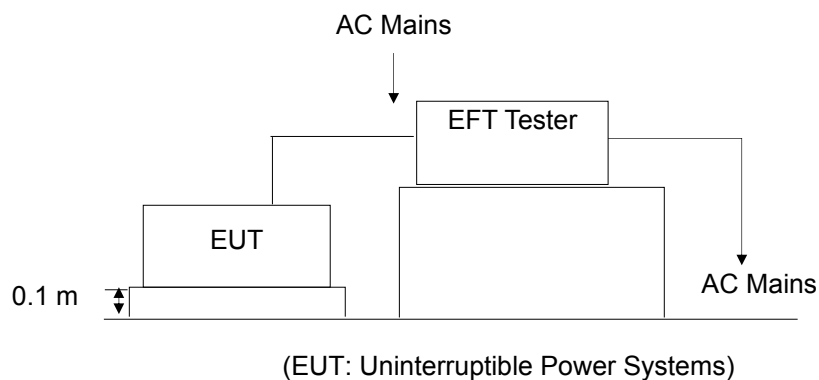 AC Mains
EFT Tester
EUT
0.1 m
AC Mains
(EUT: Uninterruptible Power Systems)